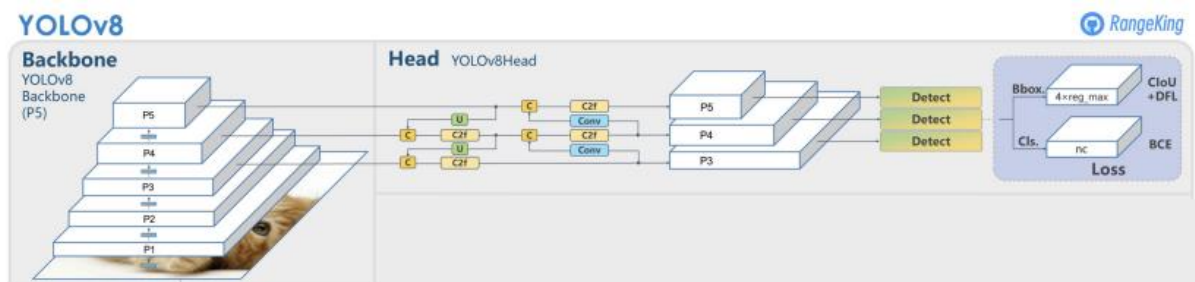 YOLOv8
RangeKing
Backbone
YOLOv8
Backbone
(P5)
P5
P4
P3
P2
P1
Head YOLOv8Head
C C2f
U Conv
C C2f C C2f
U Conv
C C2f
P5
P4
P3
Detect
Detect
Detect
Bbox. 4×reg_max CIoU
+DFL
Cls. nc BCE
Loss